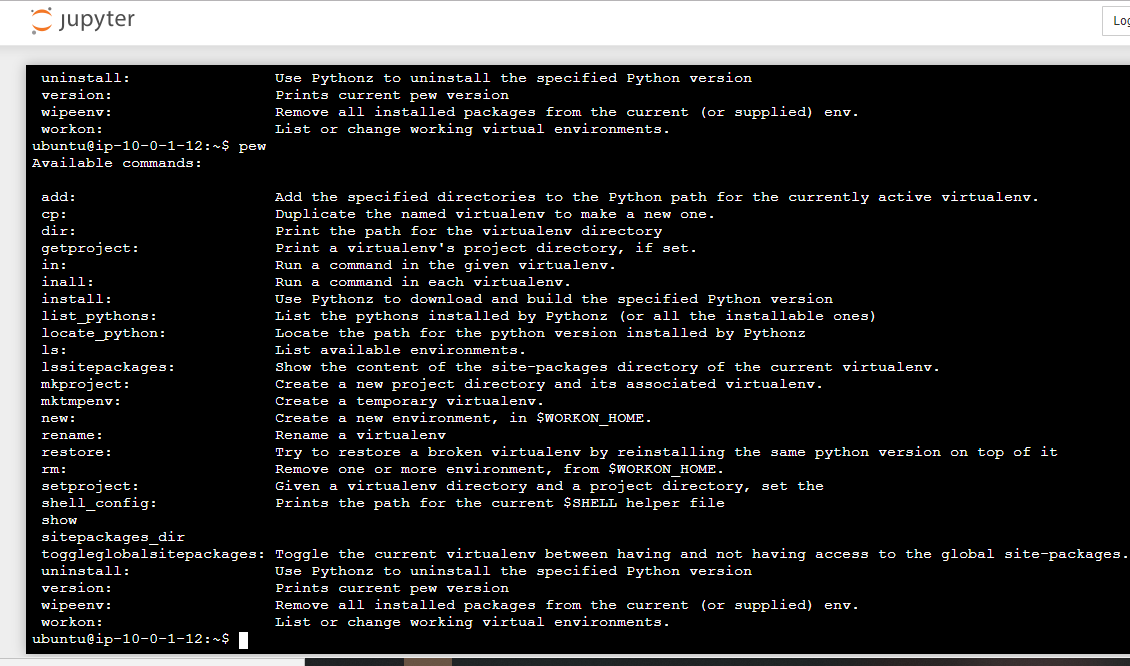 jupyter
Log
uninstall: Use Pythonz to uninstall the specified Python version
version: Prints current pew version
wipeenv: Remove all installed packages from the current (or supplied) env.
workon: List or change working virtual environments.
ubuntu@ip-10-0-1-12:~$ pew
Available commands:
add: Add the specified directories to the Python path for the currently active virtualenv.
cp: Duplicate the named virtualenv to make a new one.
dir: Print the path for the virtualenv directory
getproject: Print a virtualenv's project directory, if set.
in: Run a command in the given virtualenv.
inall: Run a command in each virtualenv.
install: Use Pythonz to download and build the specified Python version
list_pythons: List the pythons installed by Pythonz (or all the installable ones)
locate_python: Locate the path for the python version installed by Pythonz
ls: List available environments.
lssitepackages: Show the content of the site-packages directory of the current virtualenv.
mkproject: Create a new project directory and its associated virtualenv.
mktmpenv: Create a temporary virtualenv.
new: Create a new environment, in $WORKON_HOME.
rename: Rename a virtualenv
restore: Try to restore a broken virtualenv by reinstalling the same python version on top of it
rm: Remove one or more environment, from $WORKON_HOME.
setproject: Given a virtualenv directory and a project directory, set the
shell_config: Prints the path for the current $SHELL helper file
show
sitepackages_dir
toggleglobalsitepackages: Toggle the current virtualenv between having and not having access to the global site-packages.
uninstall: Use Pythonz to uninstall the specified Python version
version: Prints current pew version
wipeenv: Remove all installed packages from the current (or supplied) env.
workon: List or change working virtual environments.
ubuntu@ip-10-0-1-12:~$